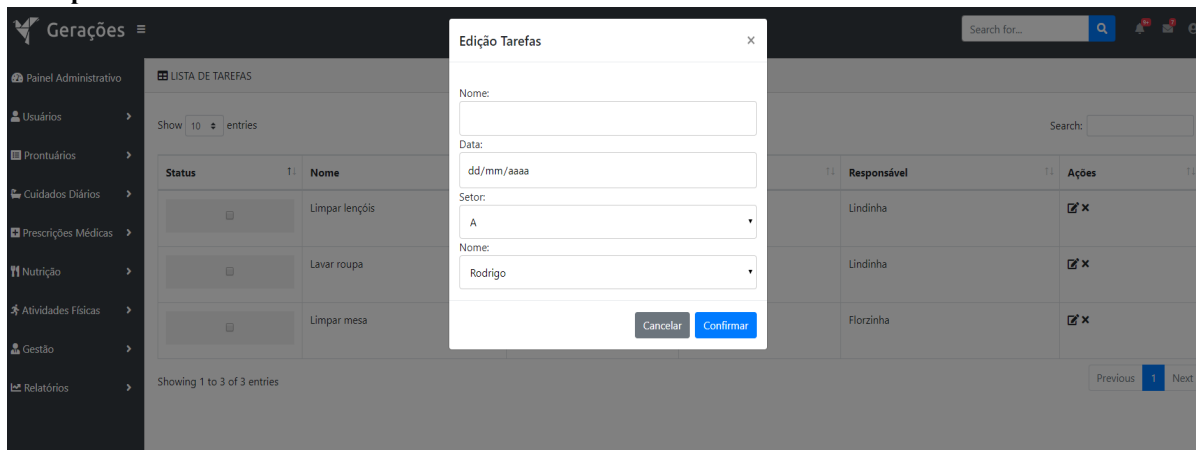 Gerações
Search for...
9+
7
Painel Administrativo
Usuários
Prontuários
Cuidados Diários
Prescrições Médicas
Nutrição
Atividades Físicas
Gestão
Relatórios
LISTA DE TAREFAS
Show 10 entries
Search:
Status Nome Responsável Ações
Limpar lençóis Lindinha
Lavar roupa Lindinha
Limpar mesa Florzinha
Showing 1 to 3 of 3 entries
Previous 1 Next
Edição Tarefas ×
Nome:
Data:
dd/mm/aaaa
Setor:
A
Nome:
Rodrigo
Cancelar Confirmar